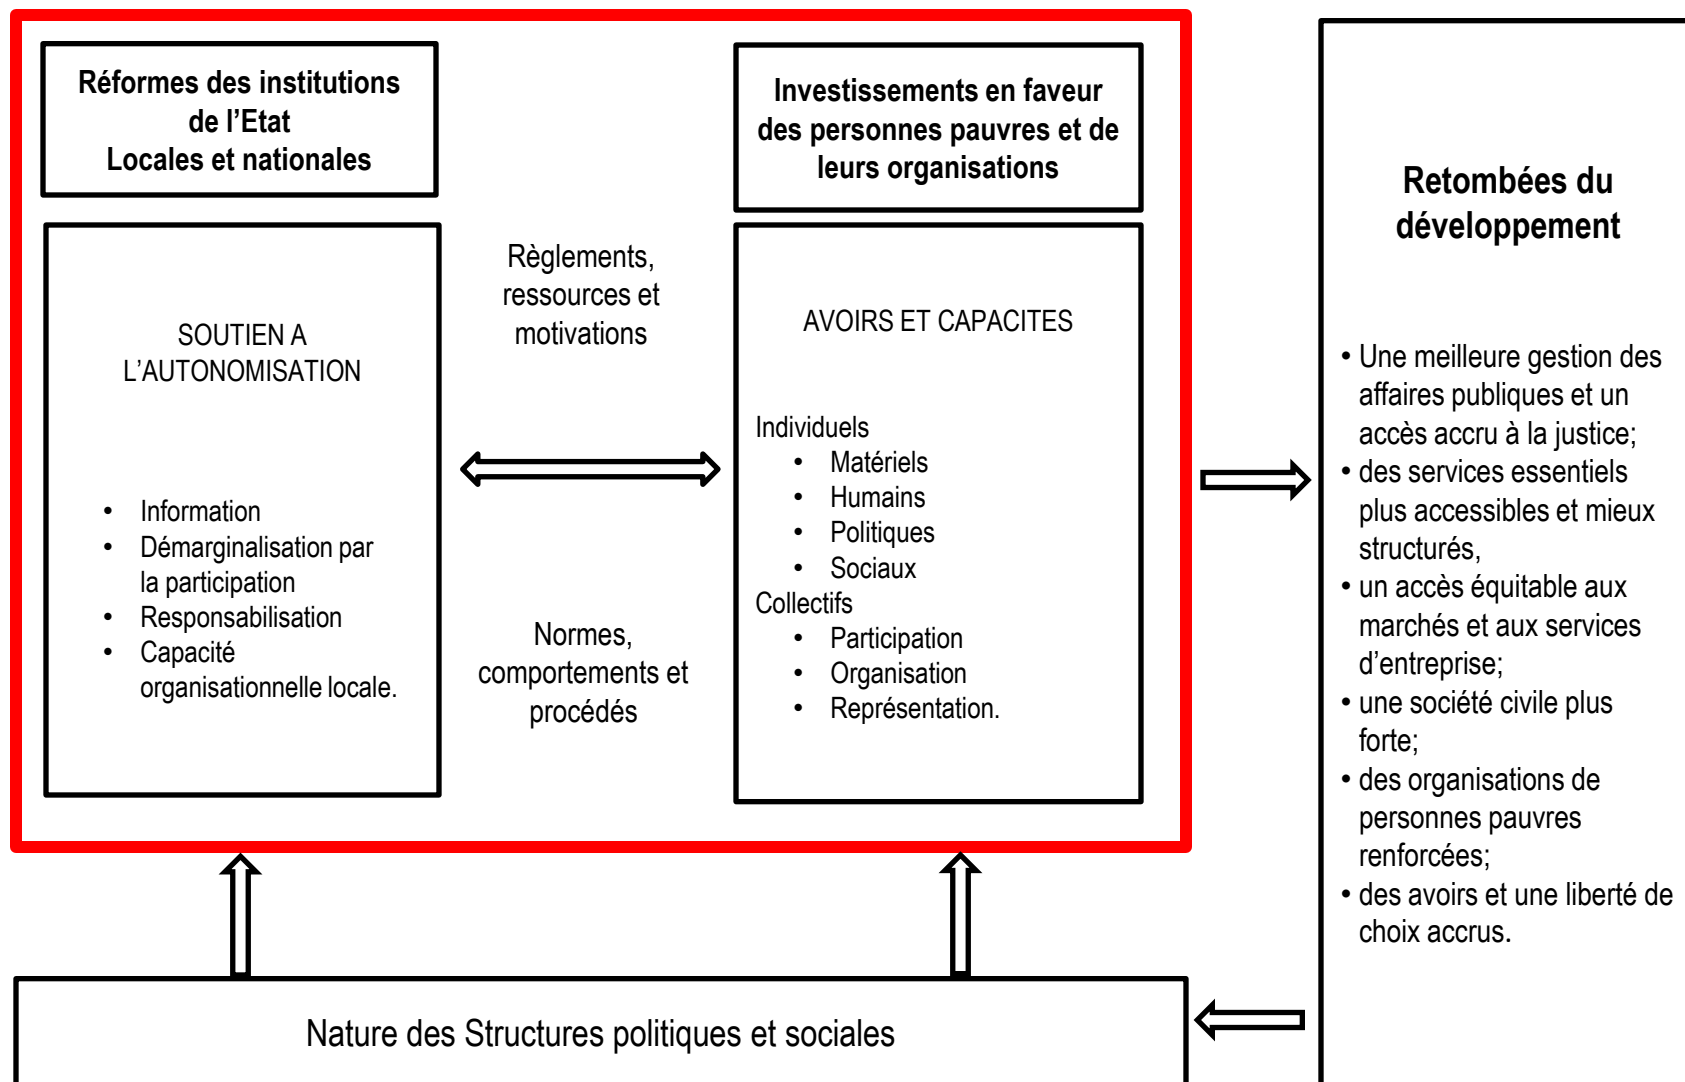 Réformes des institutions
de l’Etat
Locales et nationales
SOUTIEN A
L’AUTONOMISATION
• Information
• Démarginalisation par
la participation
• Responsabilisation
• Capacité
organisationnelle locale.
Règlements,
ressources et
motivations
Normes,
comportements et
procédés
Investissements en faveur
des personnes pauvres et de
leurs organisations
AVOIRS ET CAPACITES
Individuels
• Matériels
• Humains
• Politiques
• Sociaux
Collectifs
• Participation
• Organisation
• Représentation.
Retombées du
développement
• Une meilleure gestion des
affaires publiques et un
accès accru à la justice;
• des services essentiels
plus accessibles et mieux
structurés,
• un accès équitable aux
marchés et aux services
d’entreprise;
• une société civile plus
forte;
• des organisations de
personnes pauvres
renforcées;
• des avoirs et une liberté de
choix accrus.
Nature des Structures politiques et sociales